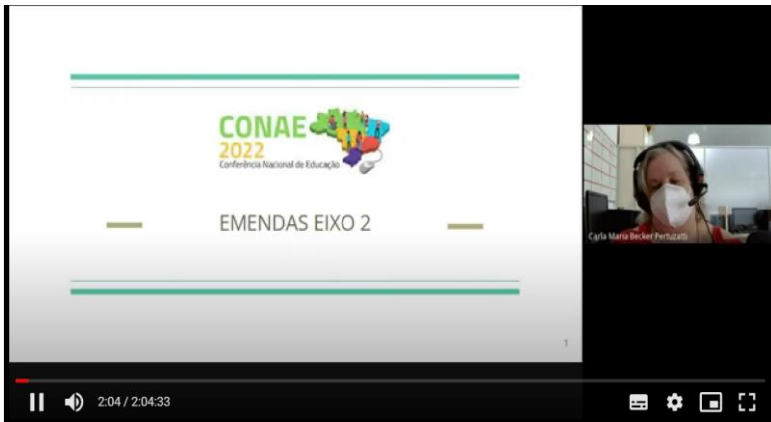 CONAE
2022
Conferência Nacional de Educação
EMENDAS EIXO 2
1
Carla Maria Becker Pertuzatti
2:04 / 2:04:33